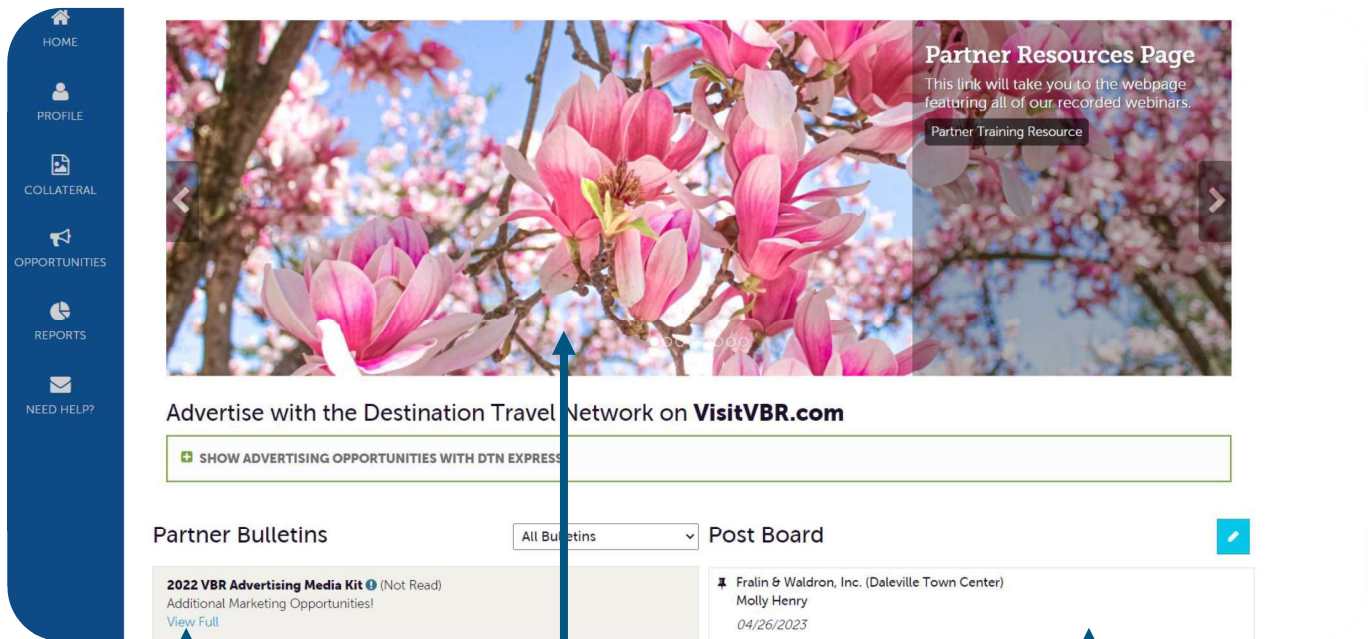 HOME
PROFILE
COLLATERAL
OPPORTUNITIES
REPORTS
NEED HELP?
Partner Resources Page
This link will take you to the webpage
featuring all of our recorded webinars.
Partner Training Resource
Advertise with the Destination Travel Network on VisitVBR.com
SHOW ADVERTISING OPPORTUNITIES WITH DTN EXPRESS
Partner Bulletins
All Bulletins
2022 VBR Advertising Media Kit (Not Read)
Additional Marketing Opportunities!
View Full
Post Board
Fralin & Waldron, Inc. (Daleville Town Center)
Molly Henry
04/26/2023